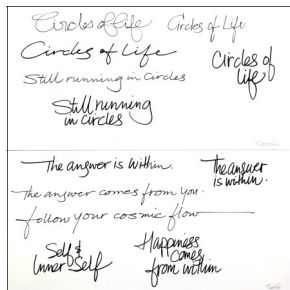 Circles of life
Circles of Life
Circles of Life
Circles of
life
Still running in Circles
Still running
in Circles
The answer is within.
The answer
is within.
The answer comes from you.
follow your cosmic flow
Self &
Inner Self
Happiness
comes
from within